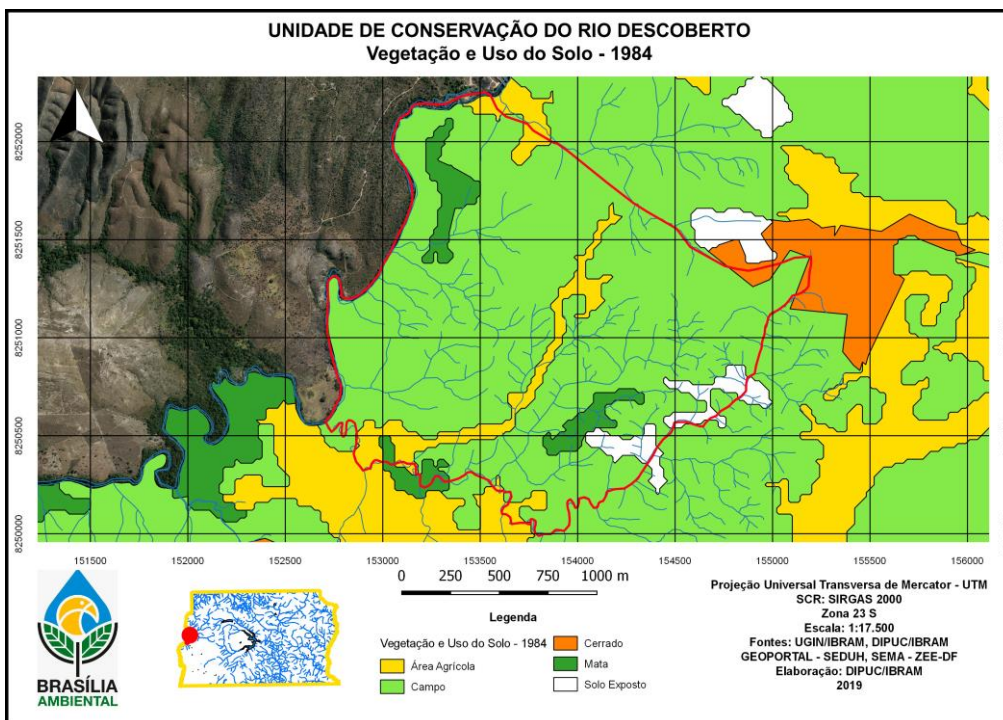 UNIDADE DE CONSERVAÇÃO DO RIO DESCOBERTO
Vegetação e Uso do Solo - 1984
8252000
8251500
8251000
8250500
8250000
151500 152000 152500 153000 153500 154000 154500 155000 155500 156000
0 250 500 750 1000 m
BRASÍLIA
AMBIENTAL
Legenda
Vegetação e Uso do Solo - 1984
Área Agrícola
Campo
Cerrado
Mata
Solo Exposto
Projeção Universal Transversa de Mercator - UTM
SCR: SIRGAS 2000
Zona 23 S
Escala: 1:17.500
Fontes: UGIN/IBRAM, DIPUC/IBRAM
GEOPORTAL - SEDUH, SEMA - ZEE-DF
Elaboração: DIPUC/IBRAM
2019